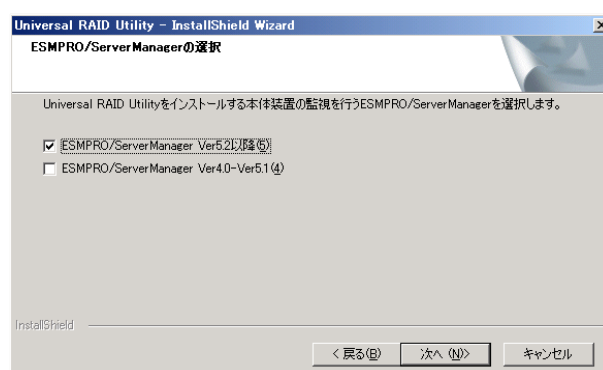 Universal RAID Utility - InstallShield Wizard
ESMPRO/ServerManagerの選択
Universal RAID Utilityをインストールする本体装置の監視を行うESMPRO/ServerManagerを選択します。
ESMPRO/ServerManager Ver5.2以降(5)
ESMPRO/ServerManager Ver4.0-Ver5.1(4)
InstallShield
< 戻る(B)
次へ (N)>
キャンセル